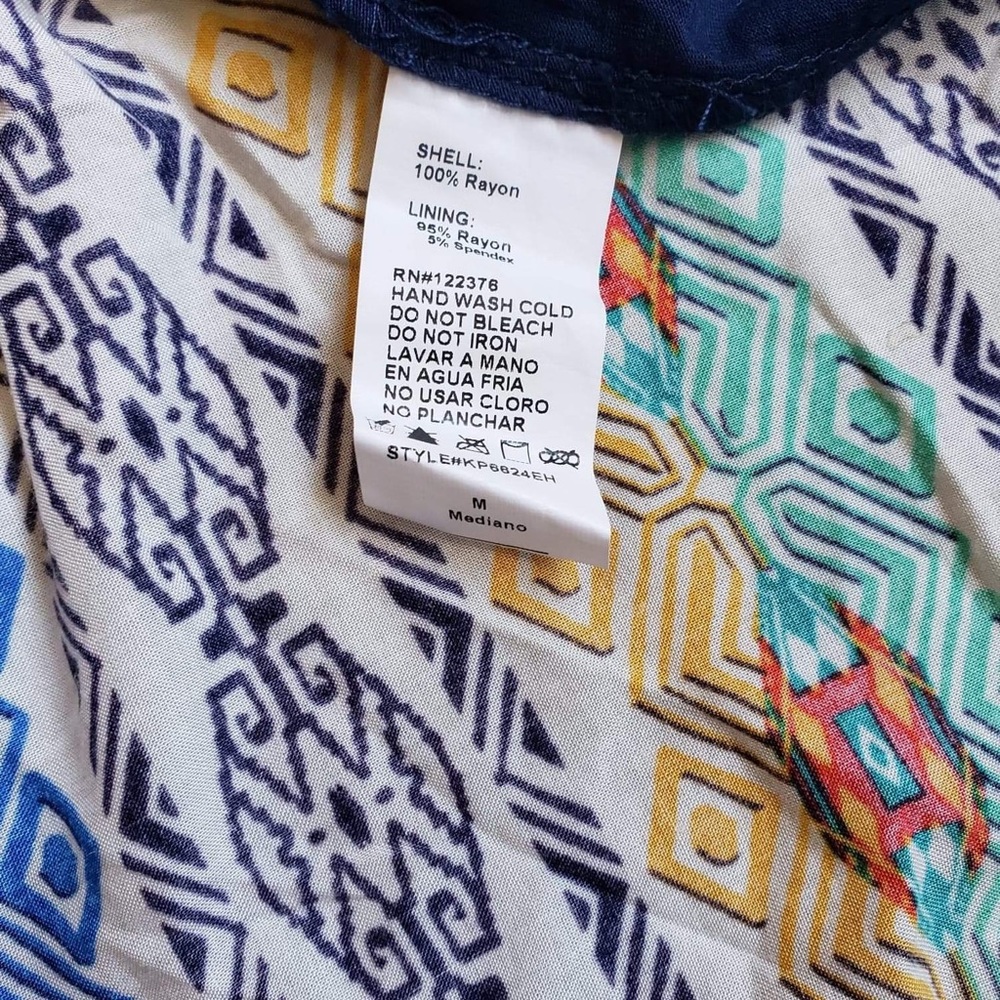 SHELL:
100% Rayon
LINING:
95% Rayon
5% Spendex
RN#122376
HAND WASH COLD
DO NOT BLEACH
DO NOT IRON
LAVAR A MANO
EN AGUA FRIA
NO USAR CLORO
NO PLANCHAR
STYLE#KP6824EH
M
Mediano